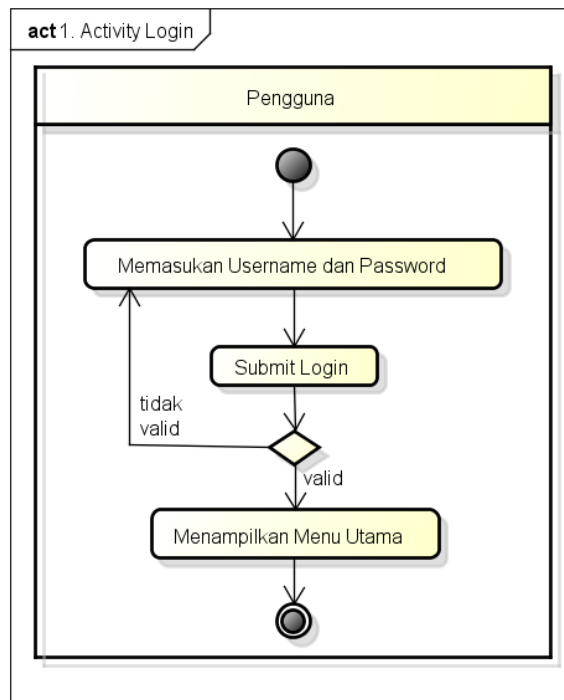 act 1. Activity Login
Pengguna
Memasukan Username dan Password
Submit Login
tidak
valid
valid
Menampilkan Menu Utama